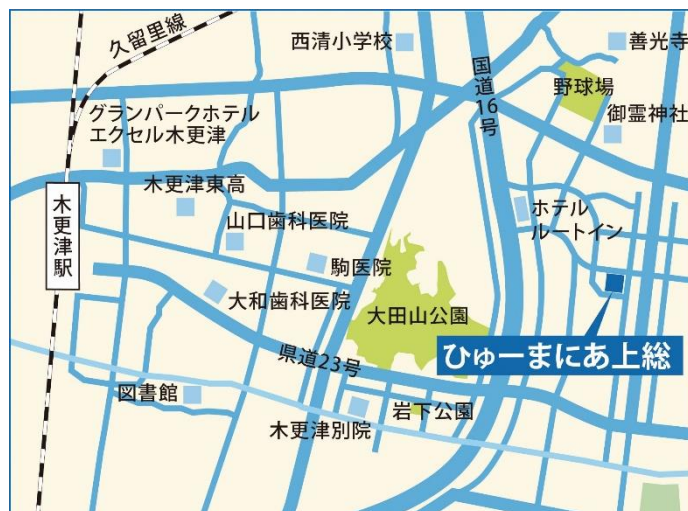 久留里線
西清小学校
善光寺
国道16号
野球場
グランパークホテル
エクセル木更津
御霊神社
木更津東高
木更津駅
山口歯科医院
ホテル
ルートイン
駒医院
大和歯科医院
大田山公園
ひゅーまにあ上総
県道23号
図書館
岩下公園
木更津別院